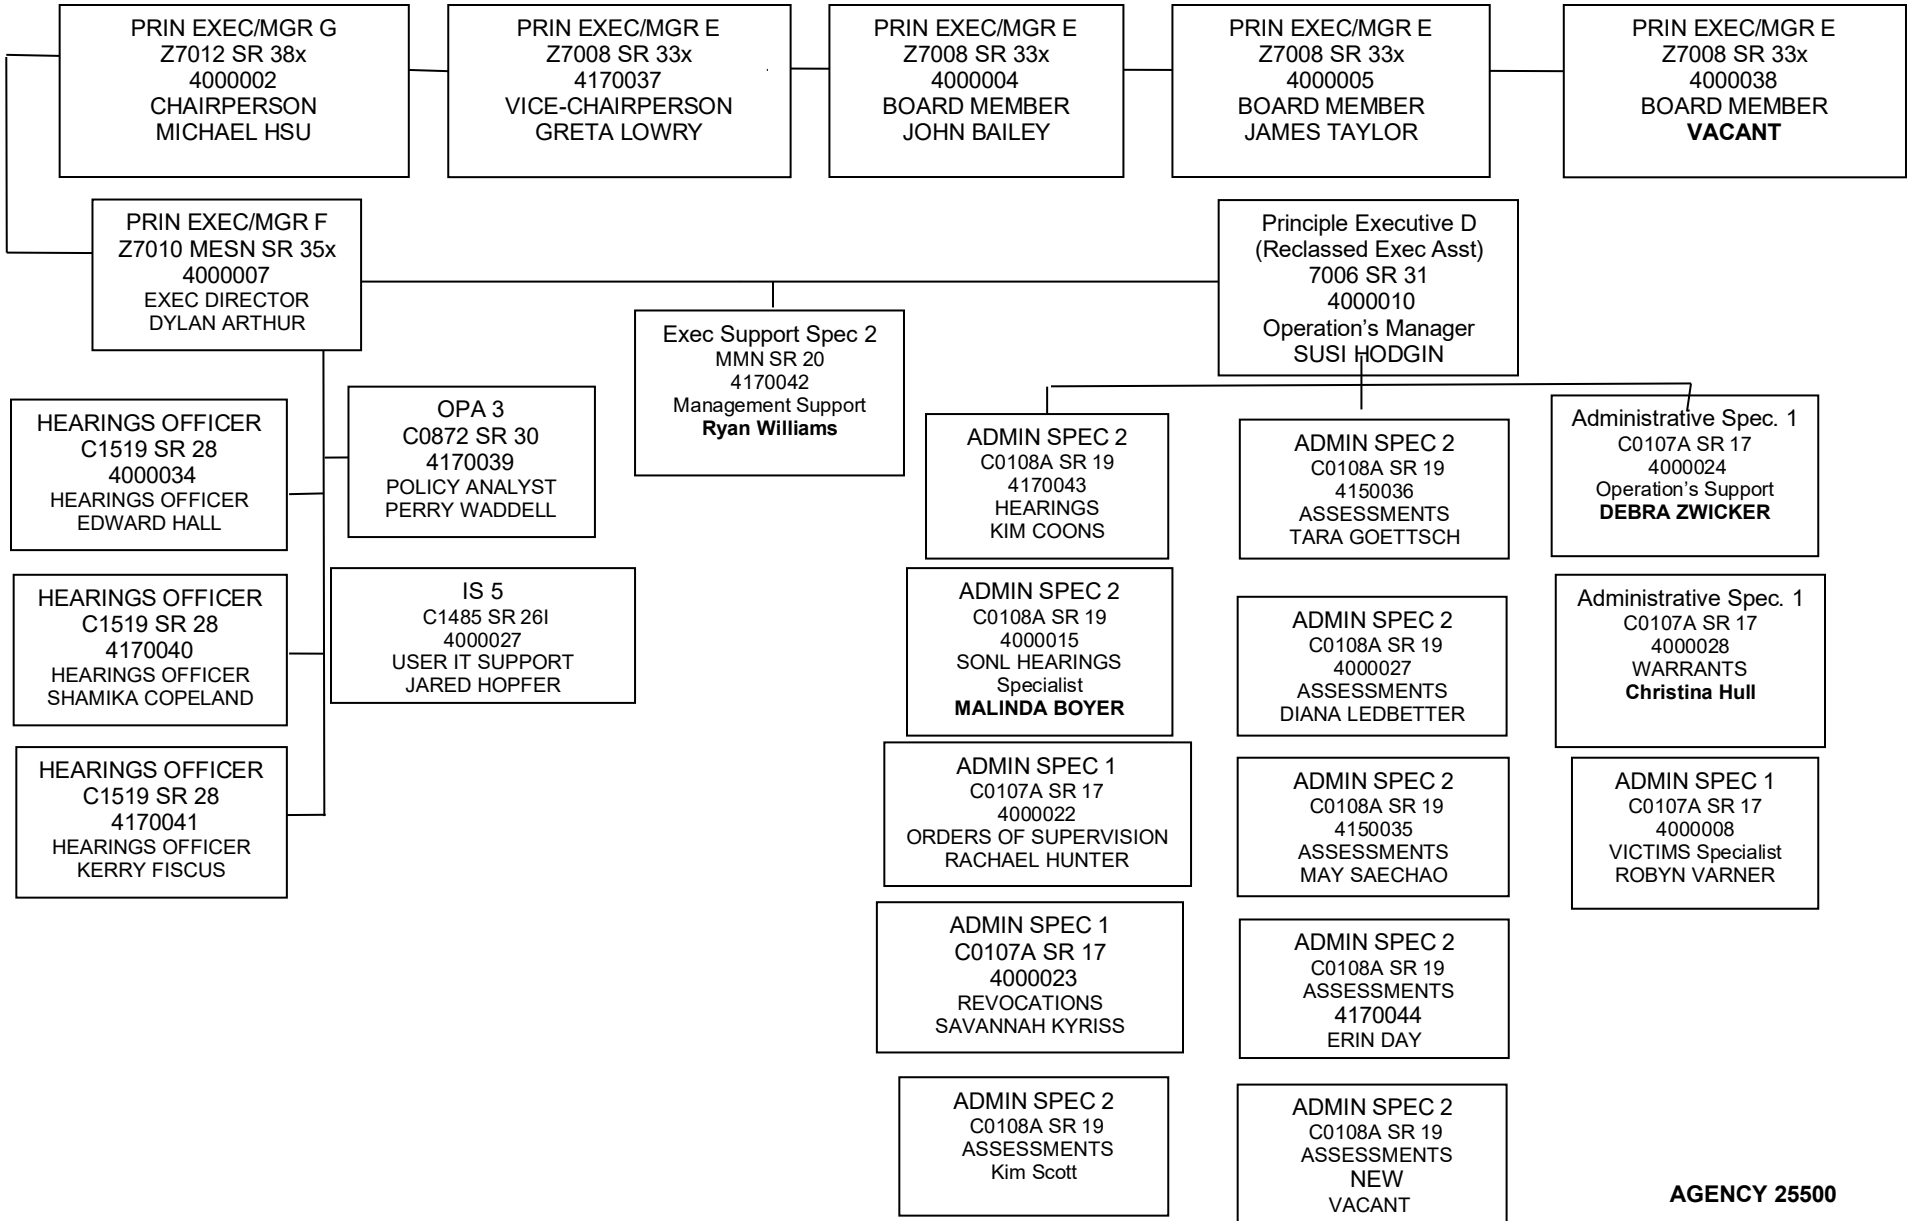 PRIN EXEC/MGR G
Z7012 SR 38x
4000002
CHAIRPERSON
MICHAEL HSU
PRIN EXEC/MGR E
Z7008 SR 33x
4170037
VICE-CHAIRPERSON
GRETA LOWRY
PRIN EXEC/MGR E
Z7008 SR 33x
4000004
BOARD MEMBER
JOHN BAILEY
PRIN EXEC/MGR E
Z7008 SR 33x
4000005
BOARD MEMBER
JAMES TAYLOR
PRIN EXEC/MGR E
Z7008 SR 33x
4000038
BOARD MEMBER
VACANT
PRIN EXEC/MGR F
Z7010 MESN SR 35x
4000007
EXEC DIRECTOR
DYLAN ARTHUR
Principle Executive D
(Reclassed Exec Asst)
7006 SR 31
4000010
Operation’s Manager
SUSI HODGIN
Exec Support Spec 2
MMN SR 20
4170042
Management Support
Ryan Williams
HEARINGS OFFICER
C1519 SR 28
4000034
HEARINGS OFFICER
EDWARD HALL
OPA 3
C0872 SR 30
4170039
POLICY ANALYST
PERRY WADDELL
HEARINGS OFFICER
C1519 SR 28
4170040
HEARINGS OFFICER
SHAMIKA COPELAND
IS 5
C1485 SR 26I
4000027
USER IT SUPPORT
JARED HOPFER
HEARINGS OFFICER
C1519 SR 28
4170041
HEARINGS OFFICER
KERRY FISCUS
ADMIN SPEC 2
C0108A SR 19
4170043
HEARINGS
KIM COONS
ADMIN SPEC 2
C0108A SR 19
4000015
SONL HEARINGS
Specialist
MALINDA BOYER
ADMIN SPEC 1
C0107A SR 17
4000022
ORDERS OF SUPERVISION
RACHAEL HUNTER
ADMIN SPEC 1
C0107A SR 17
4000023
REVOCATIONS
SAVANNAH KYRISS
ADMIN SPEC 2
C0108A SR 19
ASSESSMENTS
Kim Scott
ADMIN SPEC 2
C0108A SR 19
4150036
ASSESSMENTS
TARA GOETTSCH
ADMIN SPEC 2
C0108A SR 19
4000027
ASSESSMENTS
DIANA LEDBETTER
ADMIN SPEC 2
C0108A SR 19
4150035
ASSESSMENTS
MAY SAECHAO
ADMIN SPEC 2
C0108A SR 19
ASSESSMENTS
4170044
ERIN DAY
ADMIN SPEC 2
C0108A SR 19
ASSESSMENTS
NEW
VACANT
Administrative Spec. 1
C0107A SR 17
4000024
Operation’s Support
DEBRA ZWICKER
Administrative Spec. 1
C0107A SR 17
4000028
WARRANTS
Christina Hull
ADMIN SPEC 1
C0107A SR 17
4000008
VICTIMS Specialist
ROBYN VARNER
AGENCY 25500